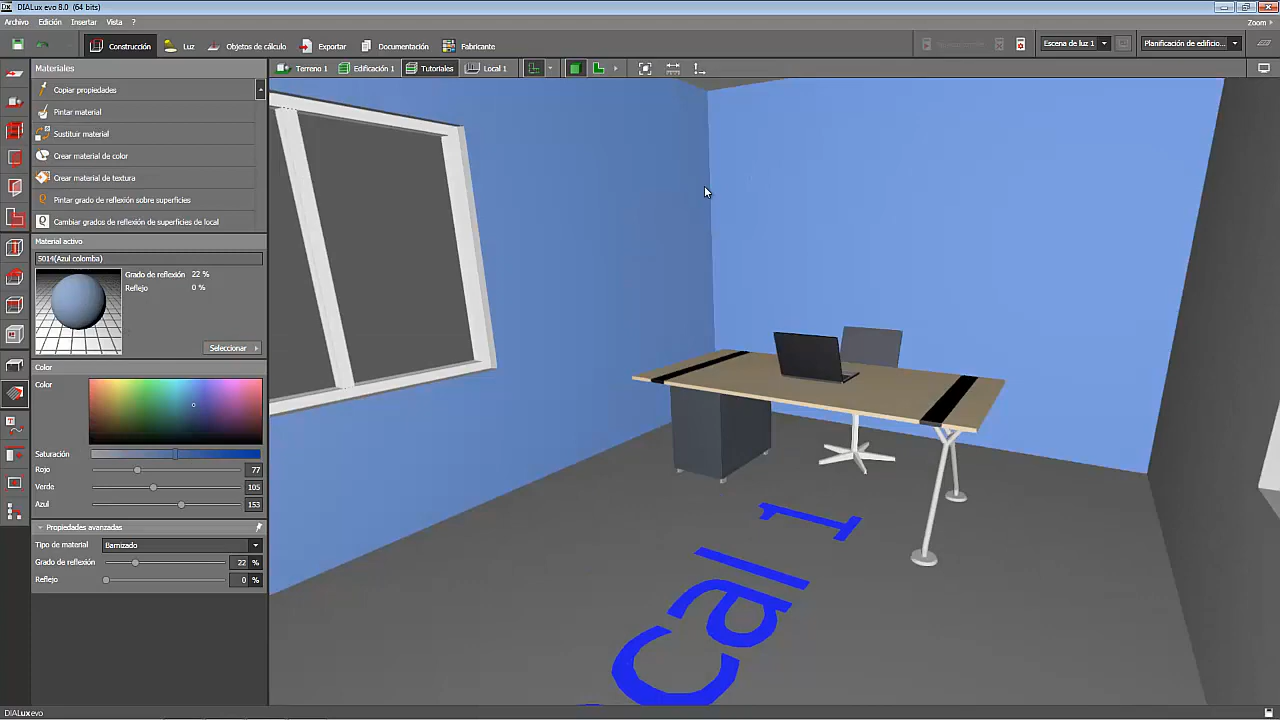 DIALux evo 8.0  (64 bits)
Archivo Edición Insertar Vista ?
Zoom
Construcción Luz Objetos de cálculo Exportar Documentación Fabricante
Escena de luz 1 Planificación de edificio...
Materiales
Terreno 1 Edificación 1 Tutoriales Local 1
Copiar propiedades
Pintar material
Sustituir material
Crear material de color
Crear material de textura
Pintar grado de reflexión sobre superficies
Cambiar grados de reflexión de superficies de local
Material activo
5014(Azul colomba)
Grado de reflexión 22 %
Reflejo 0 %
Seleccionar
Color
Color
Saturación
Rojo 77
Verde 105
Azul 153
Propiedades avanzadas
Tipo de material Barnizado
Grado de reflexión 22 %
Reflejo 0 %
cal 1
DIALux evo